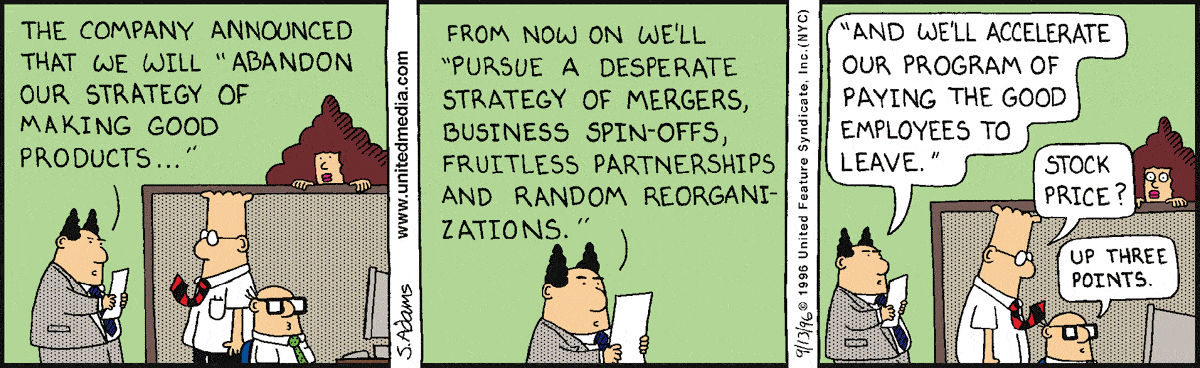 THE COMPANY ANNOUNCED
THAT WE WILL "ABANDON
OUR STRATEGY OF
MAKING GOOD
PRODUCTS..."
www.unitedmedia.com
S. Adams
FROM NOW ON WE'LL
"PURSUE A DESPERATE
STRATEGY OF MERGERS,
BUSINESS SPIN-OFFS,
FRUITLESS PARTNERSHIPS
AND RANDOM REORGANI-
ZATIONS."
9/13/96 © 1996 United Feature Syndicate, Inc.(NYC)
"AND WE'LL ACCELERATE
OUR PROGRAM OF
PAYING THE GOOD
EMPLOYEES TO
LEAVE."
STOCK
PRICE?
UP THREE
POINTS.